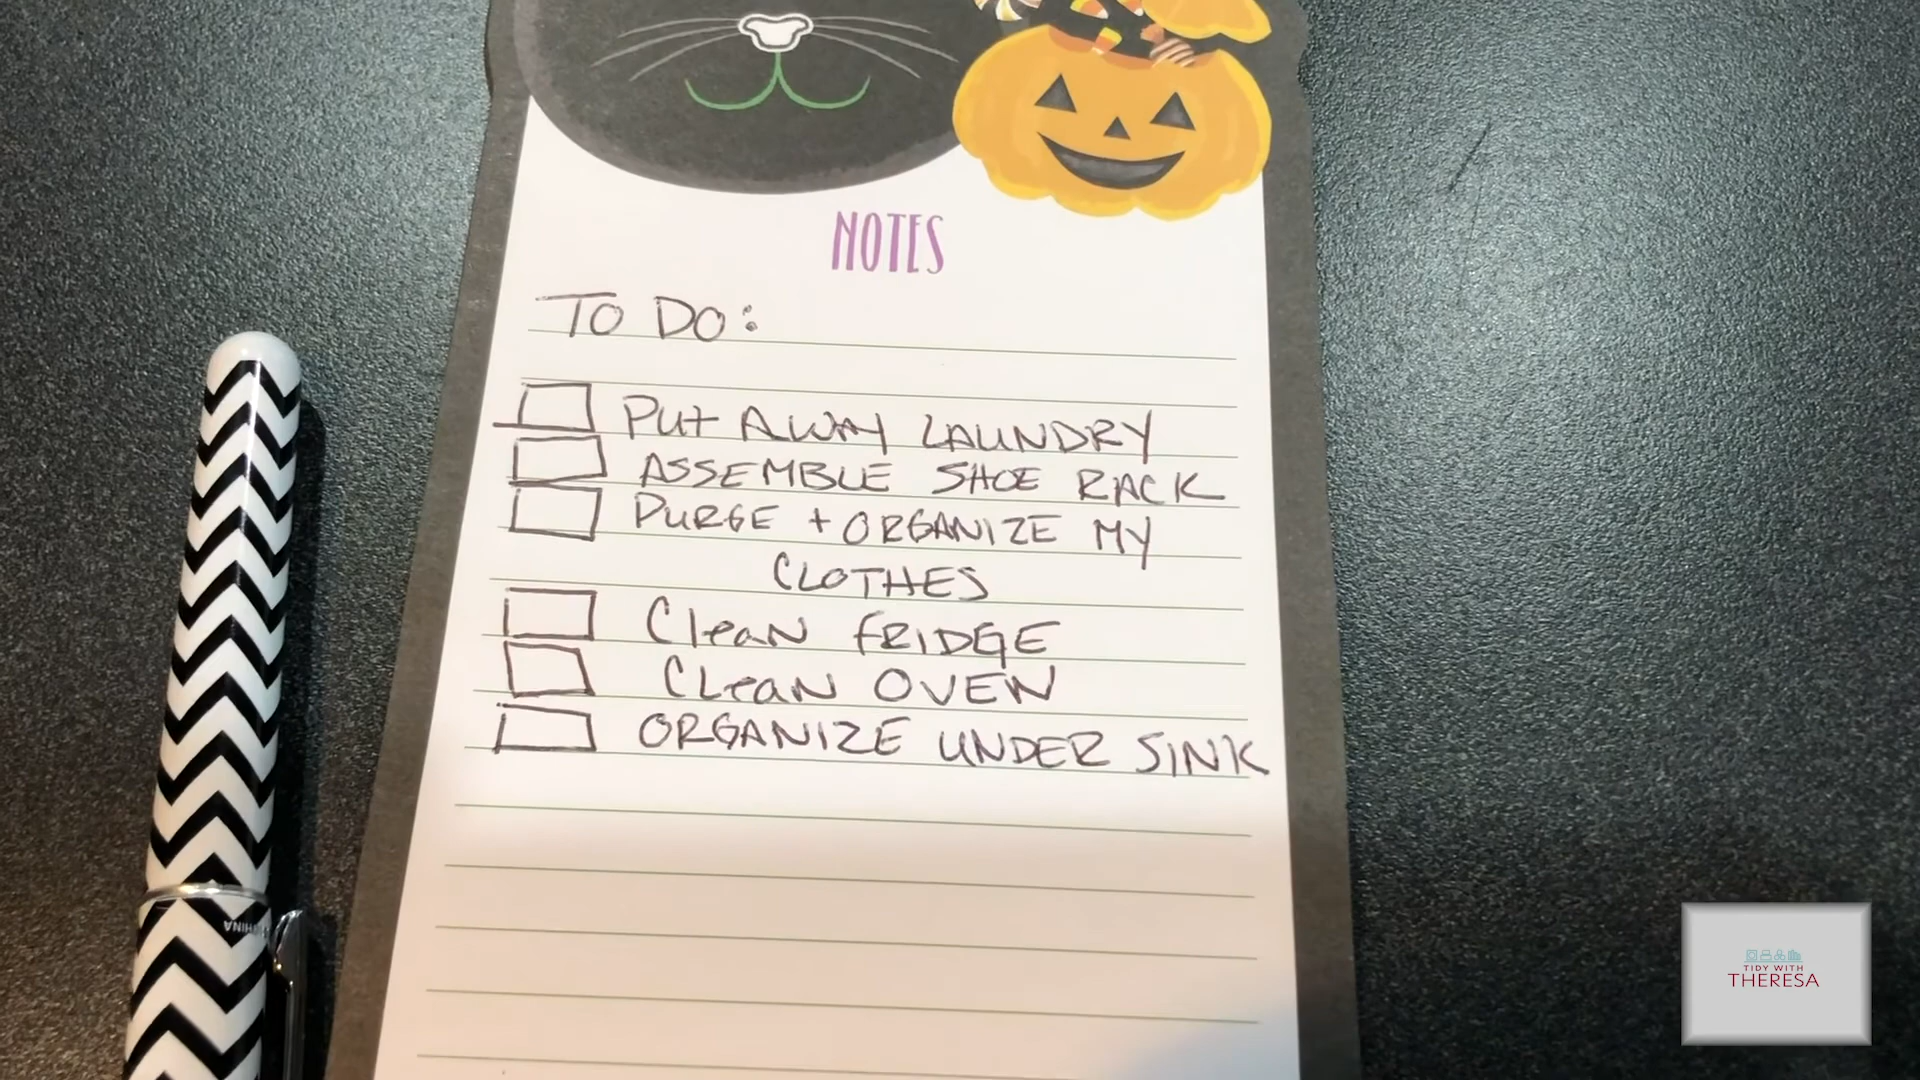 NOTES
TO DO:
PUt AWAY LAUNDRY
ASSEMBLE SHOE RACK
PURGE + ORGANIZE MY
CLOTHES
CleaN FRIDGE
CLeaN OVEN
ORGANIZE UNDER SINK
CHINA
TIDY WITH
THERESA